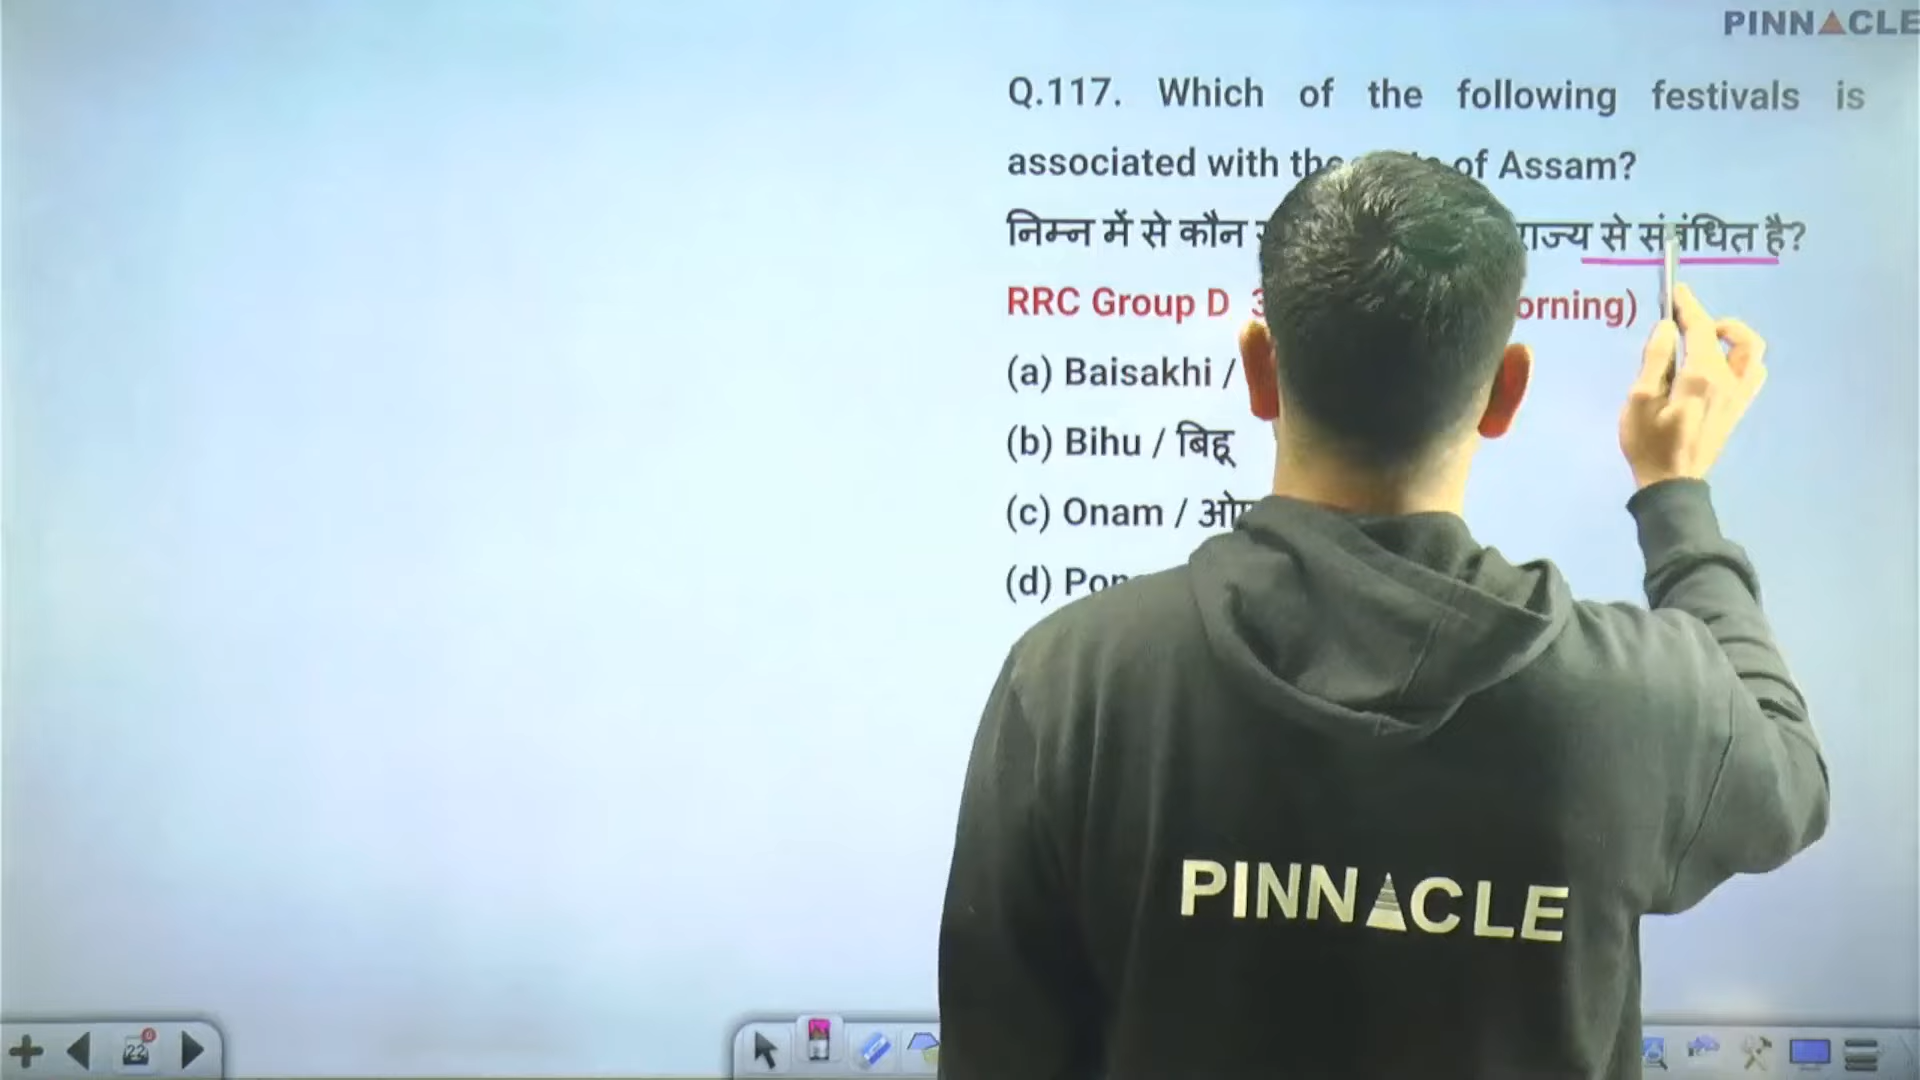 PINNACLE
Q.117. Which of the following festivals is
associated with the of Assam?
निम्न में से कौन राज्य से संबंधित है?
RRC Group D
(a) Baisakhi /
(b) Bihu / बिहू
(c) Onam /
(d)
PINNACLE
22